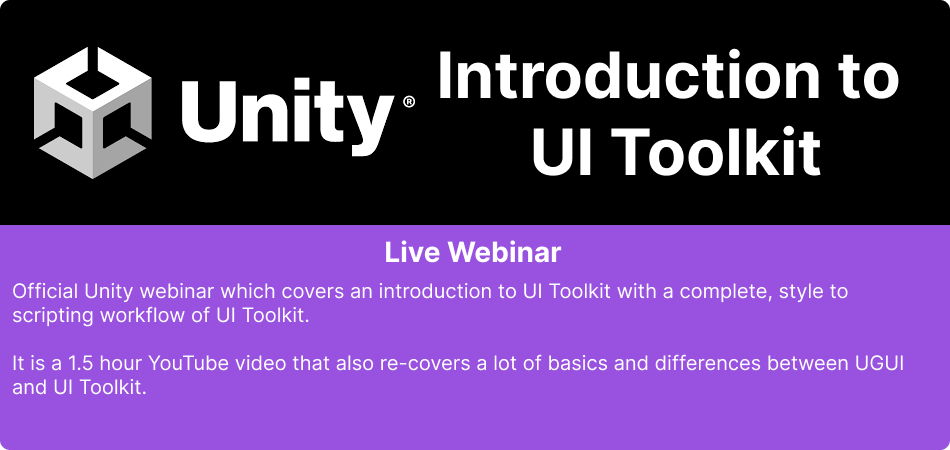 Unity®
Introduction to
UI Toolkit
Live Webinar
Official Unity webinar which covers an introduction to UI Toolkit with a complete, style to
scripting workflow of UI Toolkit.
It is a 1.5 hour YouTube video that also re-covers a lot of basics and differences between UGUI
and UI Toolkit.